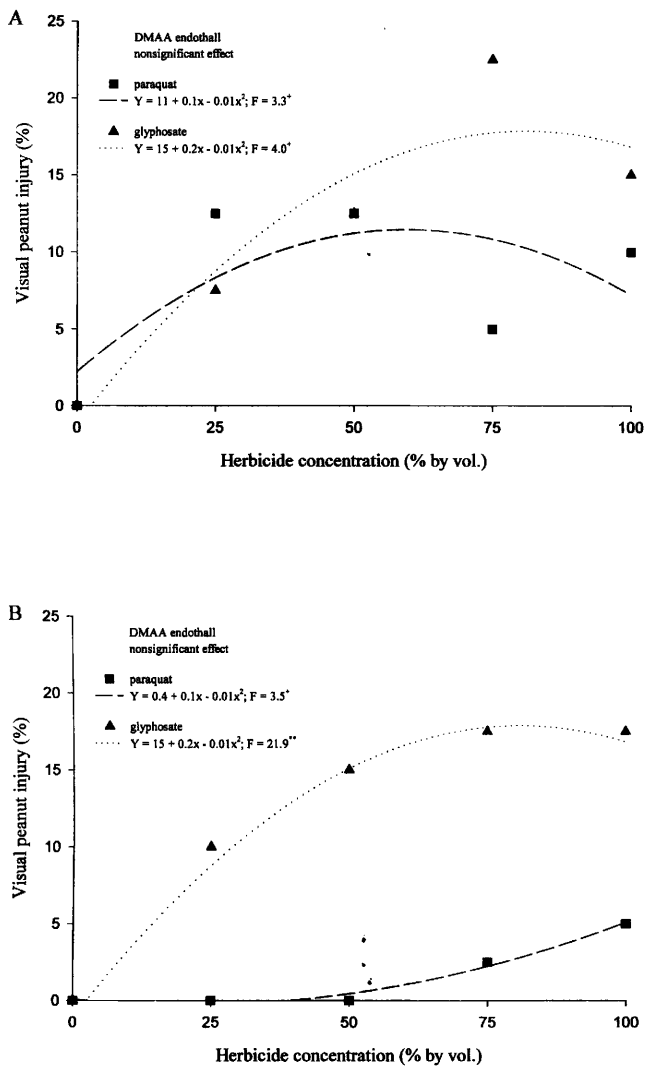 A
25
20
15
10
5
0
Visual peanut injury (%)
DMAA endothall
nonsignificant effect
paraquat
Y = 11 + 0.1x - 0.01x²; F = 3.3⁺
glyphosate
Y = 15 + 0.2x - 0.01x²; F = 4.0⁺
0 25 50 75 100
Herbicide concentration (% by vol.)
B
25
20
15
10
5
0
Visual peanut injury (%)
DMAA endothall
nonsignificant effect
paraquat
Y = 0.4 + 0.1x - 0.01x²; F = 3.5⁺
glyphosate
Y = 15 + 0.2x - 0.01x²; F = 21.9**
0 25 50 75 100
Herbicide concentration (% by vol.)